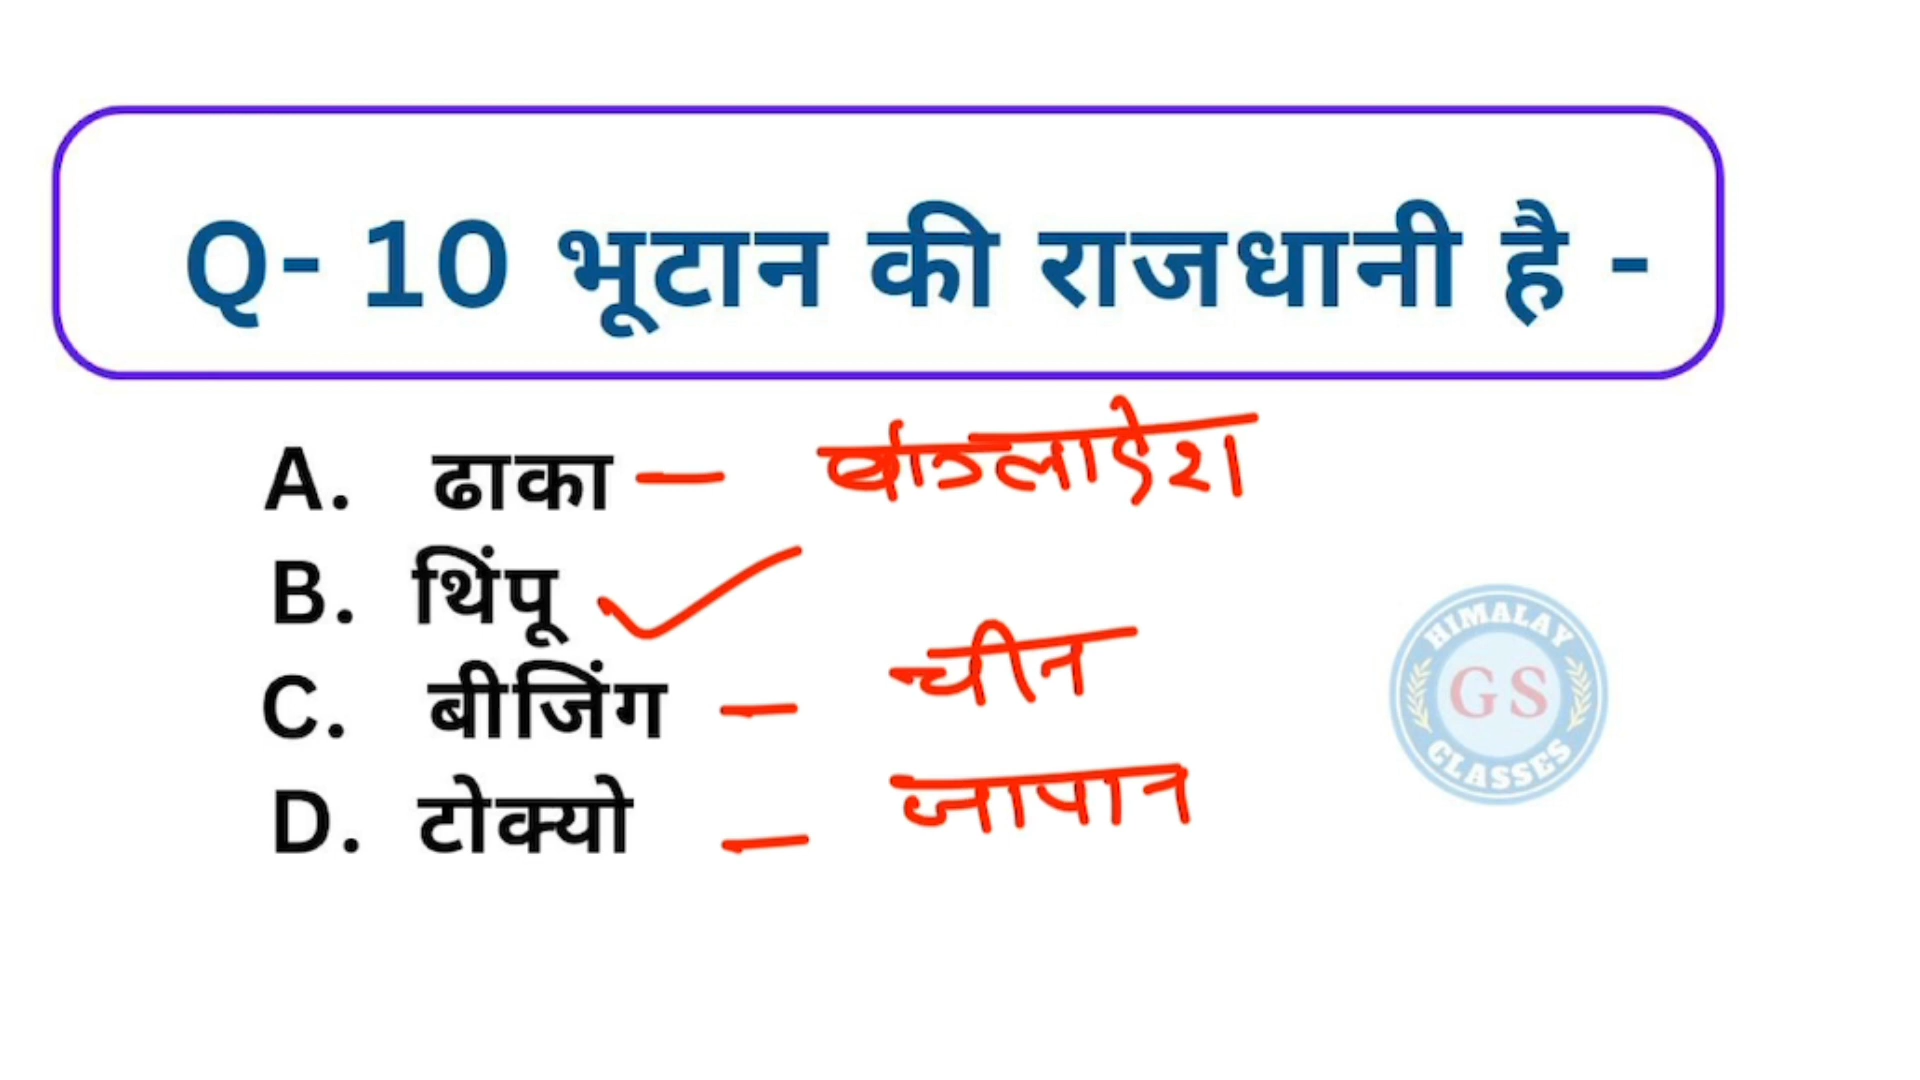 Q- 10 भूटान की राजधानी है -
A. ढाका — बांग्लादेश
B. थिंपू
C. बीजिंग — चीन
D. टोक्यो — जापान
HIMALAY
GS
CLASSES